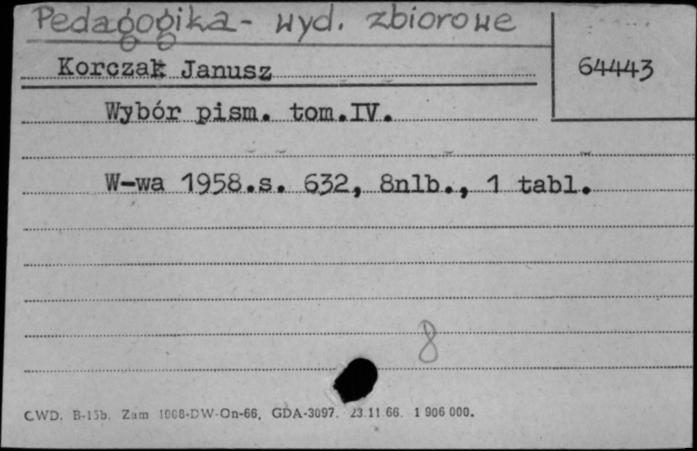 Pedagogika - wyd. zbiorowe
Korczak Janusz
64443
Wybór pism. tom.IV.
W-wa 1958.s. 632, 8nlb., 1 tabl.
8
CWD. B-15b. Zam 1008-DW-On-66, GDA-3097. 23.11.66. 1 906 000.